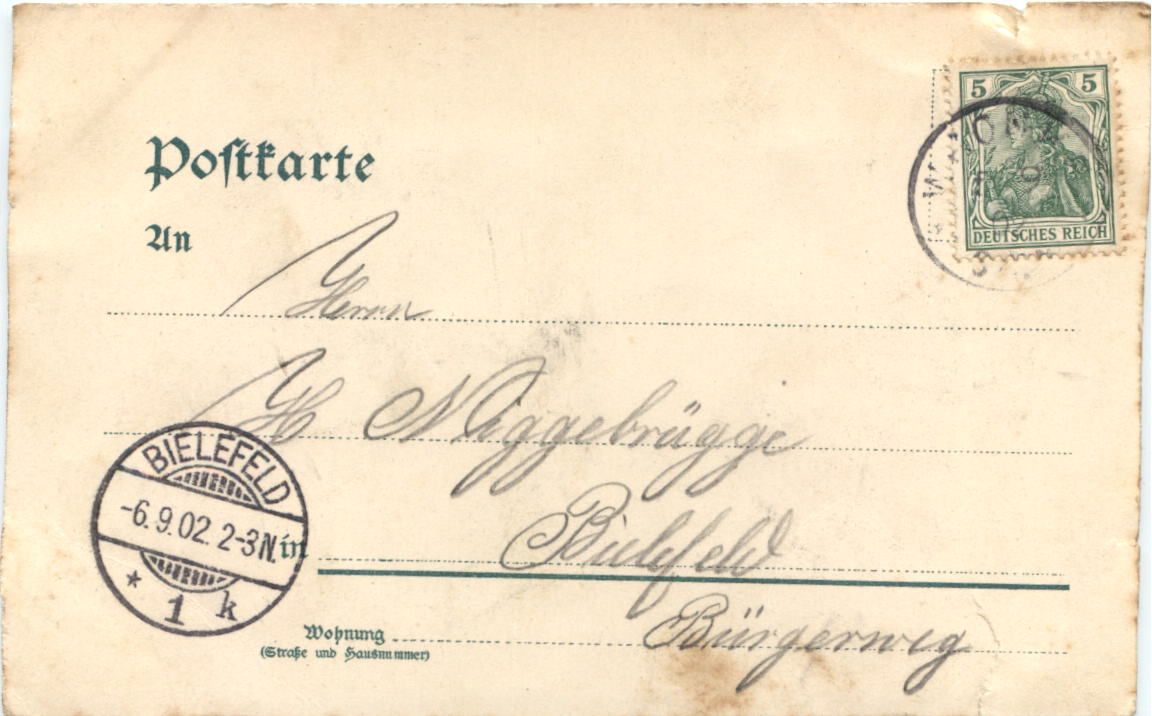 5 5
DEUTSCHES REICH
Postkarte
An
Herrn
H Niggebrügge
BIELEFELD
-6.9.02. 2-3N.
* 1 k
in Bielefeld
Wohnung Bürgerweg
(Straße und Hausnummer)